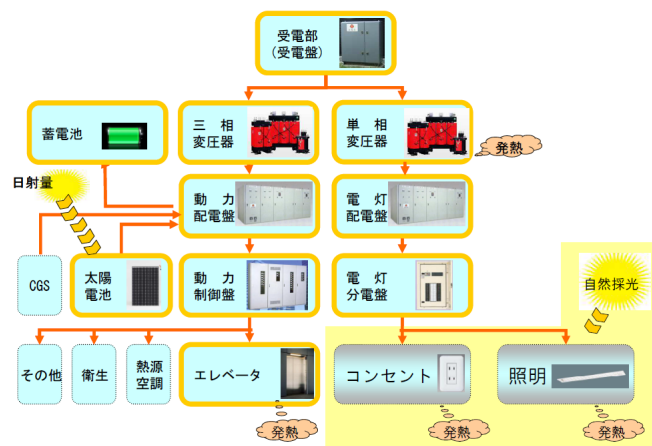 受電部
(受電盤)
蓄電池
三 相
変圧器
単 相
変圧器
発熱
日射量
動 力
配電盤
電 灯
配電盤
CGS
太陽
電池
動 力
制御盤
電 灯
分電盤
自然採光
その他
衛生
熱源
空調
エレベータ
コンセント
照明
発熱
発熱
発熱